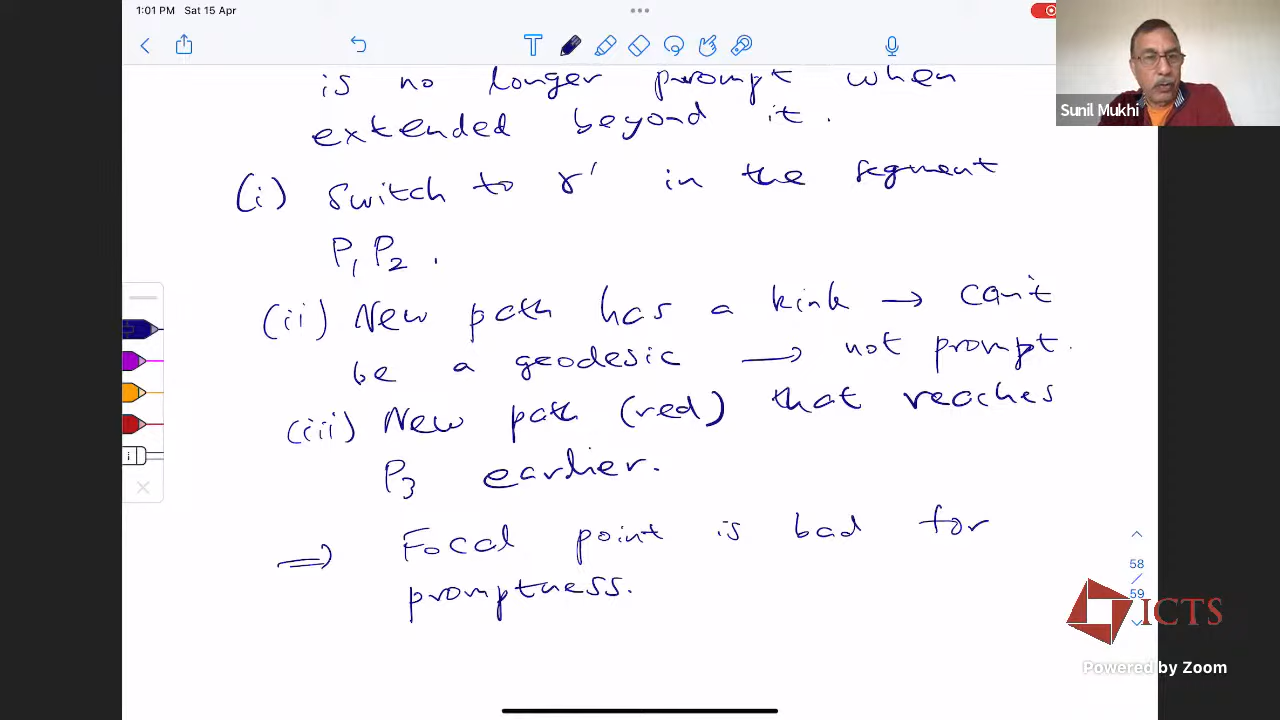 1:01 PM Sat 15 Apr
Sunil Mukhi
is no longer prompt when
extended beyond it.
(i) Switch to γ' in the segment
P₁P₂.
(ii) New path has a kink → can't
be a geodesic → not prompt.
(iii) New path (red) that reaches
P₃ earlier.
⇒ Focal point is bad for
promptness.
58
/
59
ICTS
Powered by Zoom